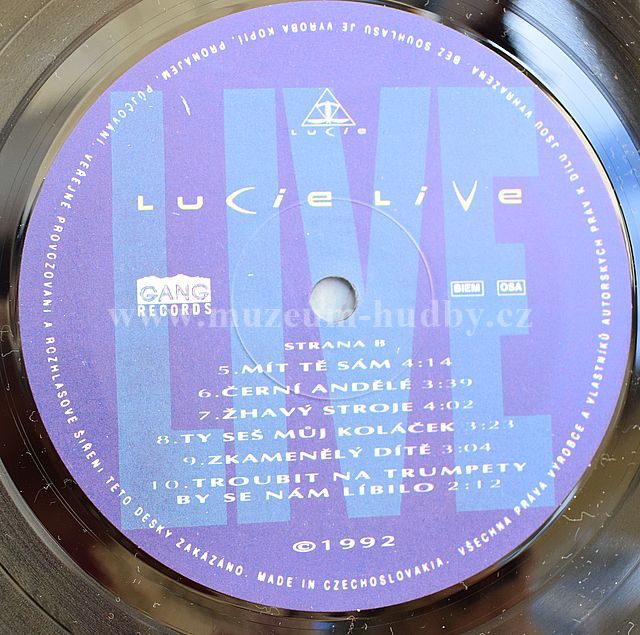 LIVE
LuCie
LuCie LiVe
GANG
RECORDS
BIEM OSA
www.muzeum-hudby.cz
STRANA B
5.MÍT TĚ SÁM 4:14
6.ČERNÍ ANDĚLÉ 3:39
7.ŽHAVÝ STROJE 4:02
8.TY SEŠ MŮJ KOLÁČEK 3:23
9.ZKAMENĚLÝ DÍTĚ 3:04
10.TROUBIT NA TRUMPETY
BY SE NÁM LÍBILO 2:12
©1992
VŠECHNA PRÁVA VÝROBCE A VLASTNÍKŮ AUTORSKÝCH PRÁV K DÍLU JSOU VYHRAZENA. BEZ SOUHLASU JE VÝROBA KOPIÍ, PRONÁJEM, PŮJČOVÁNÍ, VEŘEJNÉ PROVOZOVÁNÍ A ROZHLASOVÉ ŠÍŘENÍ TÉTO DESKY ZAKÁZÁNO. MADE IN CZECHOSLOVAKIA.